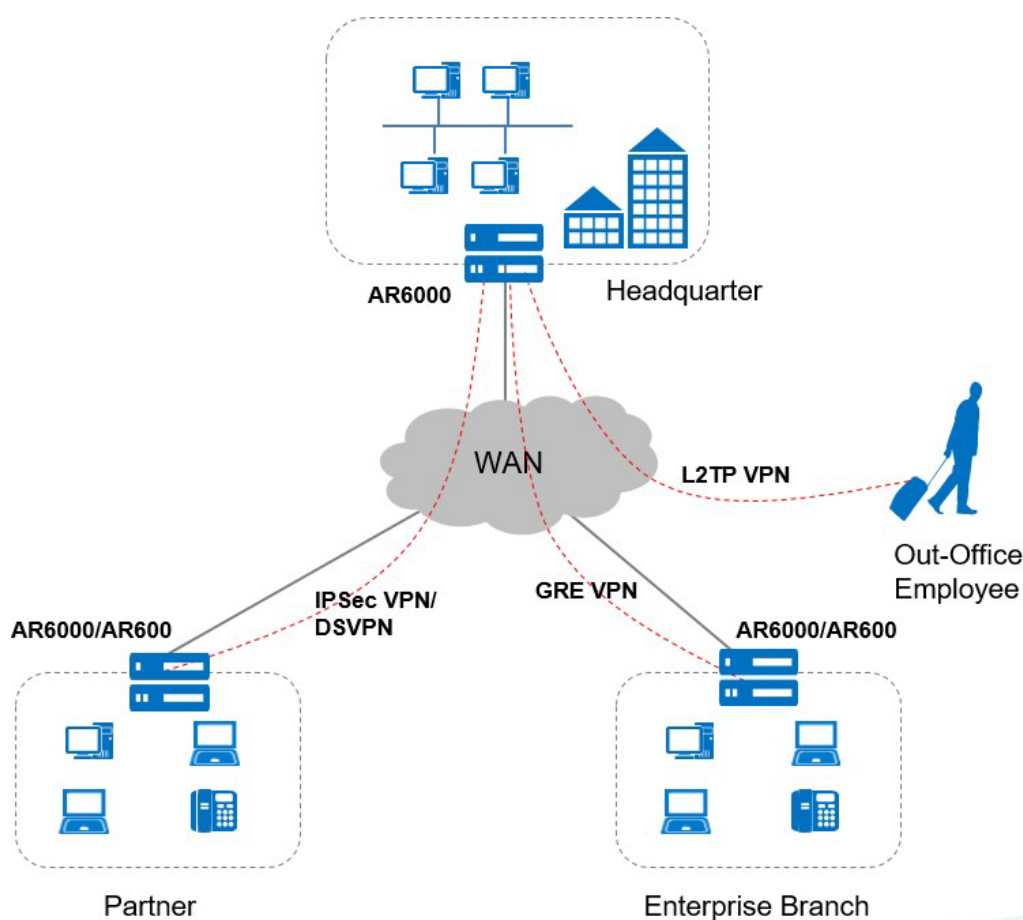 AR6000
Headquarter
WAN
L2TP VPN
Out-Office
Employee
IPSec VPN/
DSVPN
GRE VPN
AR6000/AR600
AR6000/AR600
Partner
Enterprise Branch